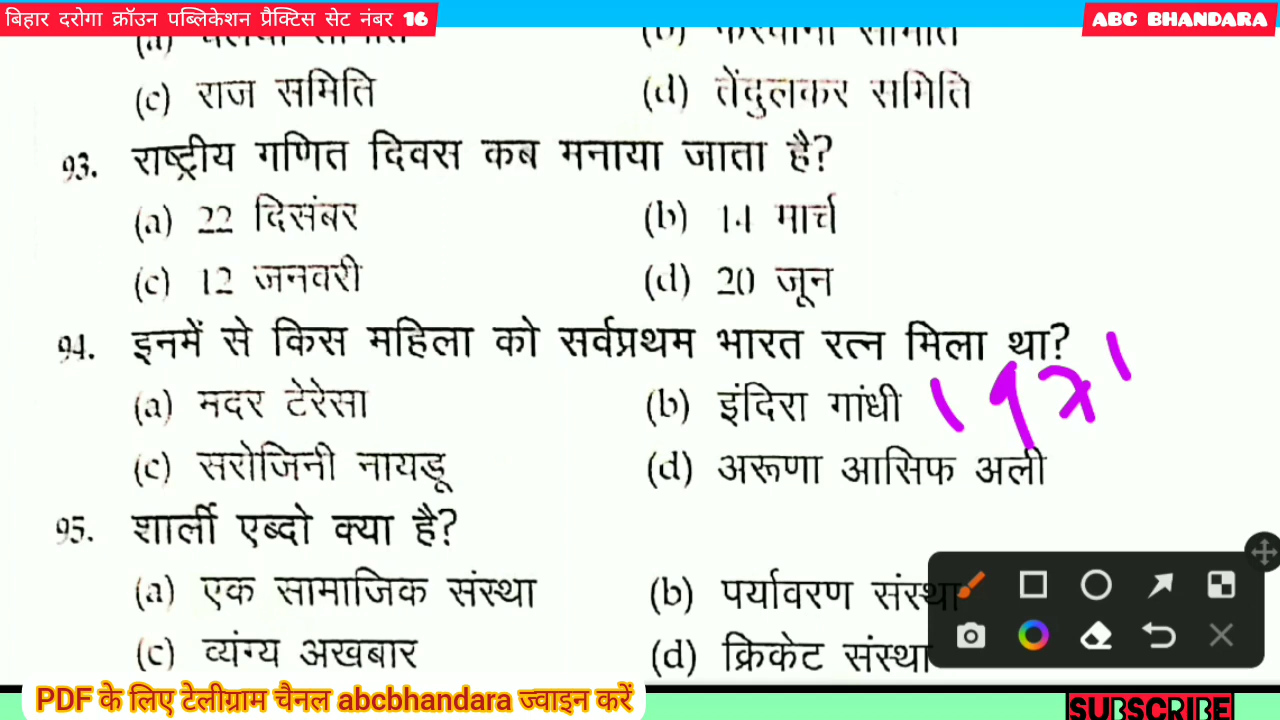 बिहार दरोगा क्रॉउन पब्लिकेशन प्रैक्टिस सेट नंबर 16
ABC BHANDARA
(c) राज समिति (d) तेंदुलकर समिति
93. राष्ट्रीय गणित दिवस कब मनाया जाता है?
(a) 22 दिसंबर (b) 14 मार्च
(c) 12 जनवरी (d) 20 जून
94. इनमें से किस महिला को सर्वप्रथम भारत रत्न मिला था?
(a) मदर टेरेसा (b) इंदिरा गांधी
(c) सरोजिनी नायडू (d) अरूणा आसिफ अली
95. शार्ली एब्दो क्या है?
(a) एक सामाजिक संस्था (b) पर्यावरण संस्था
(c) व्यंग्य अखबार (d) क्रिकेट संस्था
PDF के लिए टेलीग्राम चैनल abcbhandara ज्वाइन करें
SUBSCRIBE